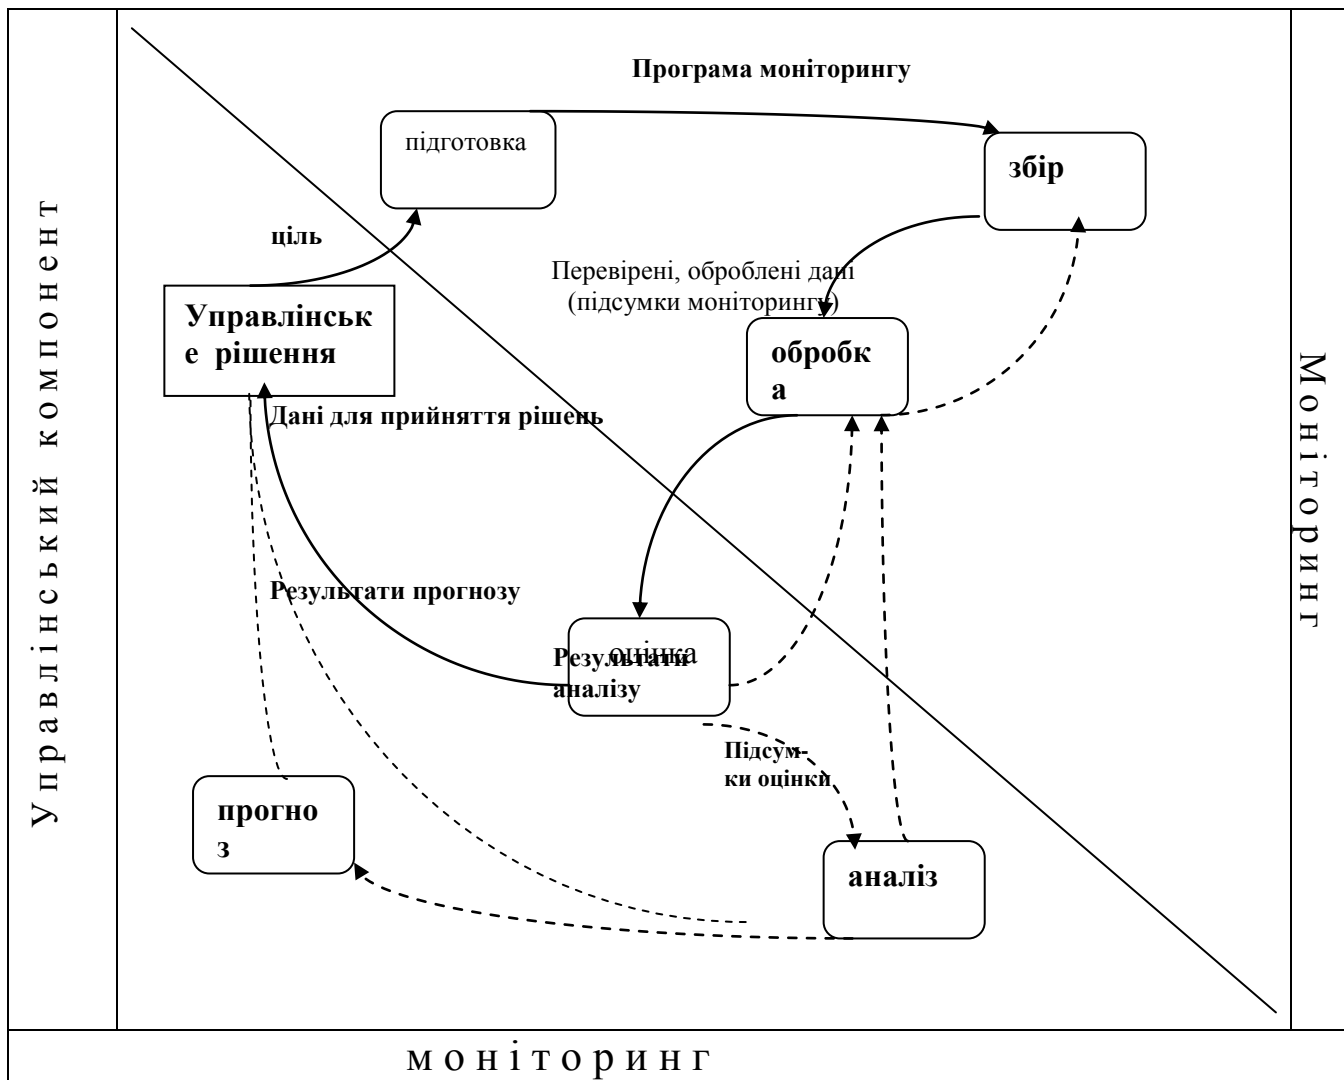 Програма моніторингу
підготовка
збір
ціль
Перевірені, оброблені дані
(підсумки моніторингу)
Управлінськ
е рішення
обробк
а
Дані для прийняття рішень
Результати прогнозу
оцінка
Результати
аналізу
Підсум-
ки оцінки
прогно
з
аналіз
Управлінський компонент
Моніторинг
моніторинг